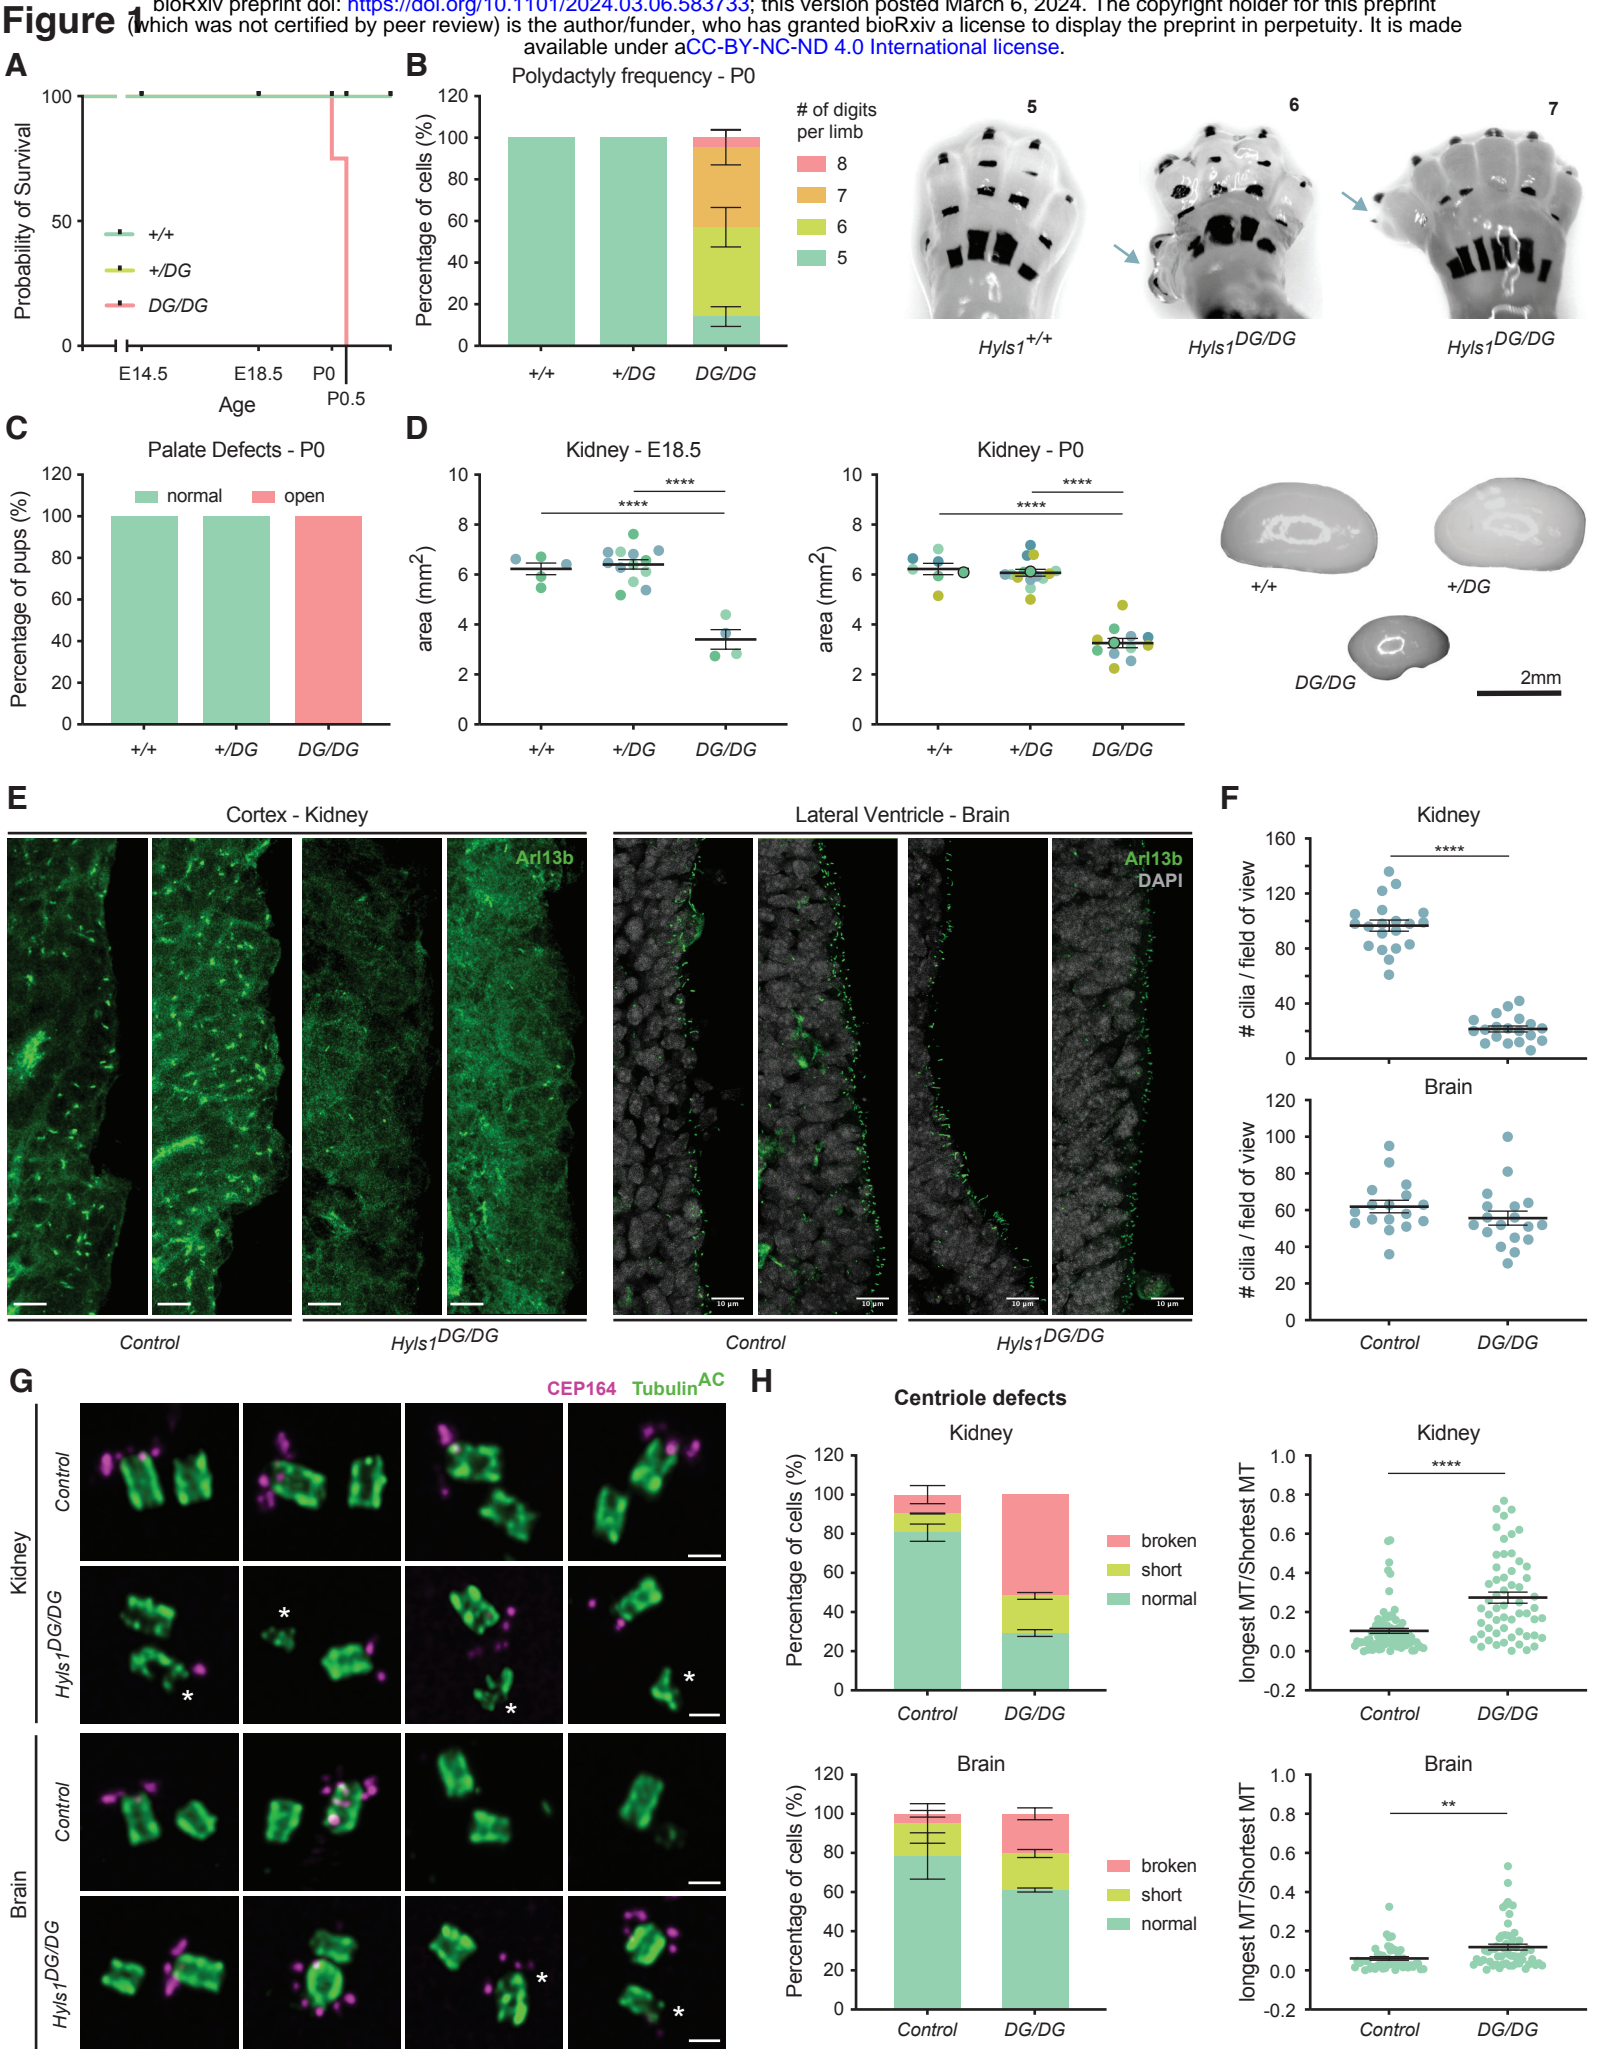 Figure 1
bioRxiv preprint doi: https://doi.org/10.1101/2024.03.06.583733; this version posted March 6, 2024. The copyright holder for this preprint
(which was not certified by peer review) is the author/funder, who has granted bioRxiv a license to display the preprint in perpetuity. It is made
available under aCC-BY-NC-ND 4.0 International license.
A
Probability of Survival
100
50
0
+/+
+/DG
DG/DG
E14.5 E18.5 P0
P0.5
Age
B
Polydactyly frequency - P0
Percentage of cells (%)
120
100
80
60
40
20
0
+/+ +/DG DG/DG
# of digits
per limb
8
7
6
5
5 6 7
Hyls1+/+ Hyls1DG/DG Hyls1DG/DG
C
Palate Defects - P0
Percentage of pups (%)
normal open
120
100
80
60
40
20
0
+/+ +/DG DG/DG
D
Kidney - E18.5
area (mm2)
10
8
6
4
2
0
****
****
+/+ +/DG DG/DG
Kidney - P0
area (mm2)
10
8
6
4
2
0
****
****
+/+ +/DG DG/DG
+/+ +/DG
DG/DG
2mm
E
Cortex - Kidney
Arl13b
Control Hyls1DG/DG
Lateral Ventricle - Brain
Arl13b
DAPI
10 µm 10 µm 10 µm 10 µm
Control Hyls1DG/DG
F
Kidney
# cilia / field of view
160
120
80
40
0
****
Brain
# cilia / field of view
120
100
80
60
40
20
0
Control DG/DG
G
CEP164 TubulinAC
Kidney
Control
Hyls1DG/DG
* * * *
Brain
Control
Hyls1DG/DG
* *
H
Centriole defects
Kidney
Percentage of cells (%)
120
100
80
60
40
20
0
Control DG/DG
broken
short
normal
Kidney
longest MT/Shortest MT
1.0
0.8
0.6
0.4
0.2
0.0
-0.2
****
Control DG/DG
Brain
Percentage of cells (%)
120
100
80
60
40
20
0
Control DG/DG
broken
short
normal
Brain
longest MT/Shortest MT
1.0
0.8
0.6
0.4
0.2
0.0
-0.2
**
Control DG/DG